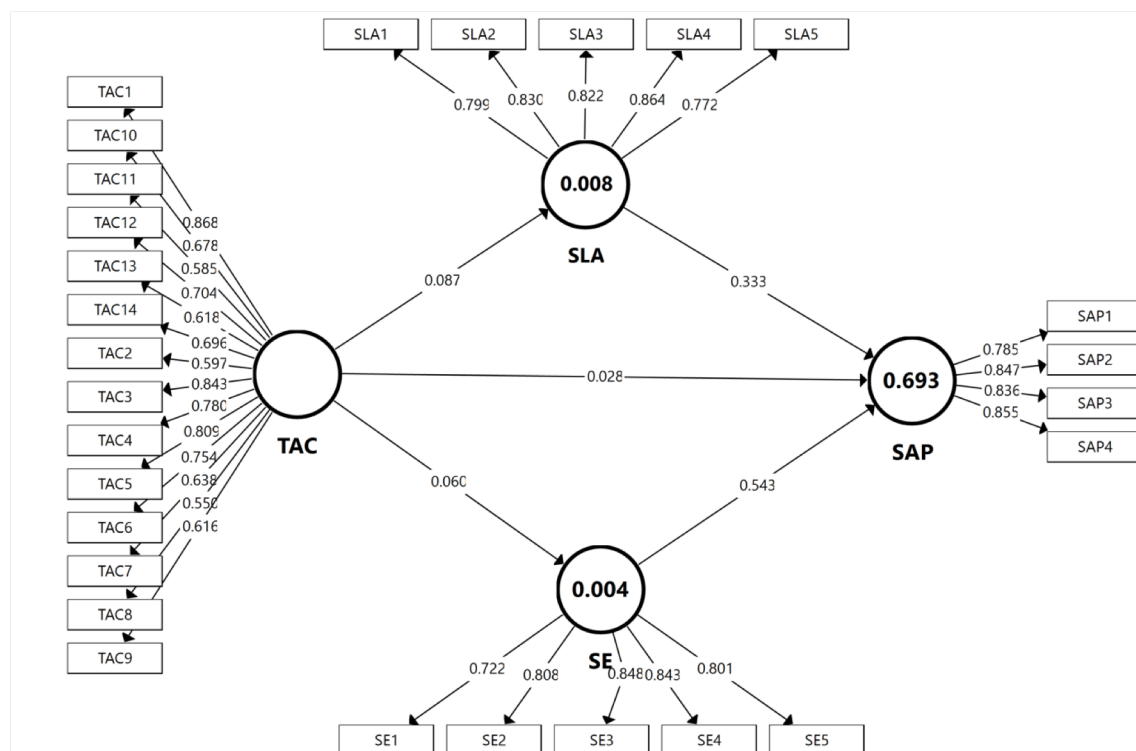 SLA1 SLA2 SLA3 SLA4 SLA5
0.799 0.830 0.822 0.864 0.772
0.008
SLA
TAC1
TAC10
TAC11
TAC12
TAC13
TAC14
TAC2
TAC3
TAC4
TAC5
TAC6
TAC7
TAC8
TAC9
0.868
0.678
0.585
0.704
0.618
0.696
0.597
0.843
0.780
0.809
0.754
0.638
0.550
0.616
TAC
0.087
0.333
0.028
0.060
0.543
0.693
SAP
0.785
0.847
0.836
0.855
SAP1
SAP2
SAP3
SAP4
0.004
SE
0.722 0.808 0.848 0.843 0.801
SE1 SE2 SE3 SE4 SE5